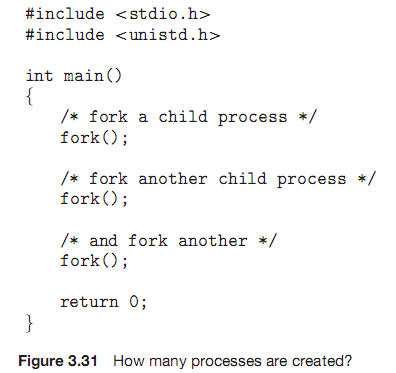 #include <stdio.h>
#include <unistd.h>
int main()
{
/* fork a child process */
fork();
/* fork another child process */
fork();
/* and fork another */
fork();
return 0;
}
Figure 3.31 How many processes are created?